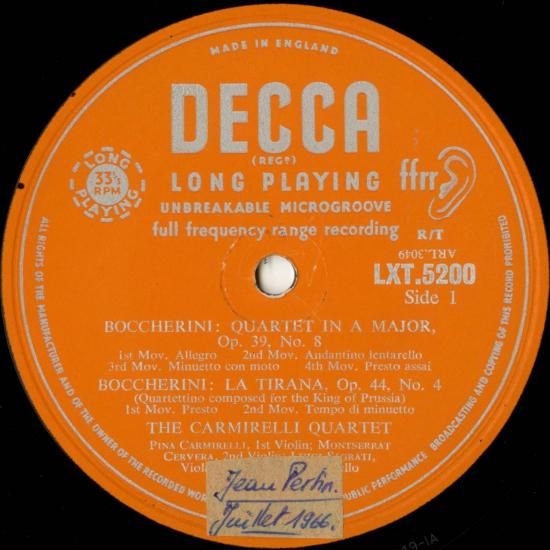 MADE IN ENGLAND
DECCA
(REGD)
LONG PLAYING
33⅓ RPM
LONG PLAYING
ffrr
UNBREAKABLE MICROGROOVE
full frequency range recording
R/T
ARL.3049
LXT.5200
Side 1
BOCCHERINI: QUARTET IN A MAJOR,
Op. 39, No. 8
1st Mov. Allegro 2nd Mov. Andantino lentarello
3rd Mov. Minuetto con moto 4th Mov. Presto assai
BOCCHERINI: LA TIRANA, Op. 44, No. 4
(Quartettino composed for the King of Prussia)
1st Mov. Presto 2nd Mov. Tempo di minuetto
THE CARMIRELLI QUARTET
PINA CARMIRELLI, 1st Violin; MONTSERRAT
CERVERA, 2nd Violin; LUIGI SAGRATI,
Viola
Jean
Juillet 1966.
ALL RIGHTS OF THE MANUFACTURER AND OF THE OWNER OF THE RECORDED WORK
PUBLIC PERFORMANCE BROADCASTING AND COPYING OF THIS RECORD PROHIBITED